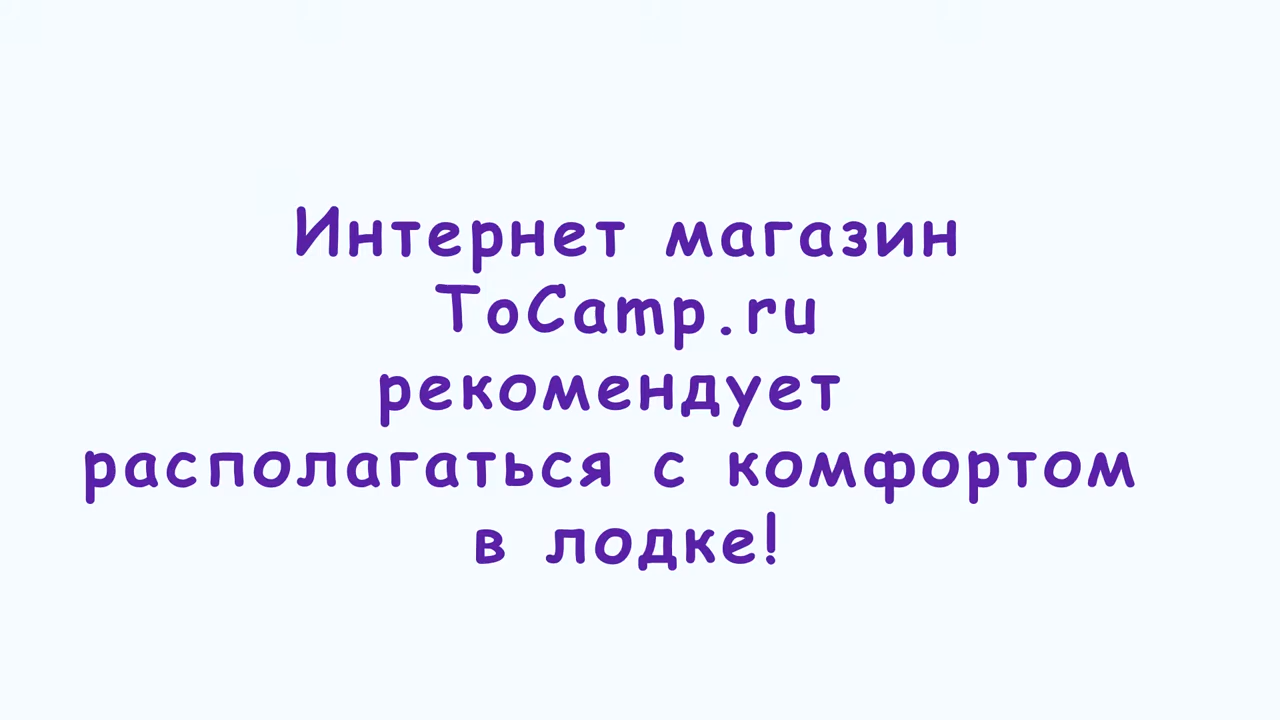 Интернет магазин
ToCamp.ru
рекомендует
располагаться с комфортом
в лодке!